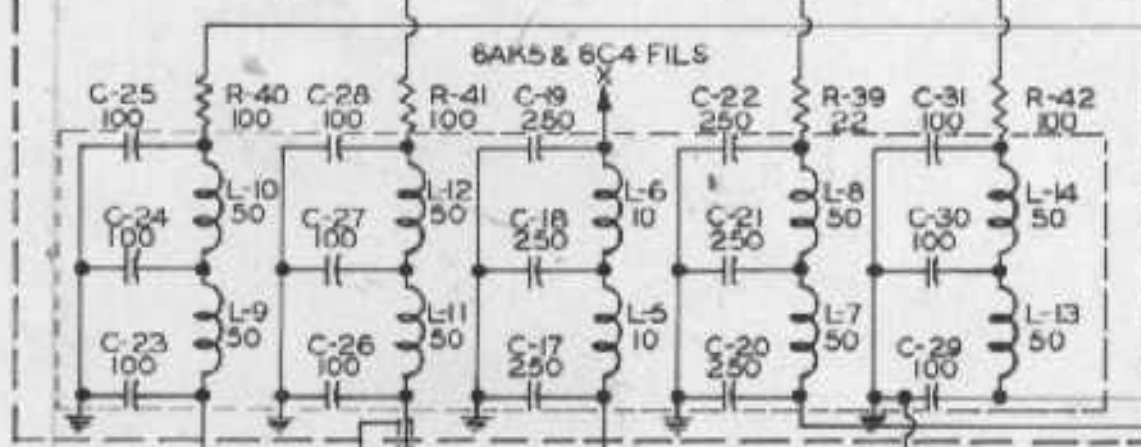 6AK5 & 6C4 FILS
X
C-25
100
R-40
100
C-28
100
R-41
100
C-19
250
C-22
250
R-39
22
C-31
100
R-42
100
L-10
50
L-12
50
L-6
10
L-8
50
L-14
50
C-24
100
C-27
100
C-18
250
C-21
250
C-30
100
L-9
50
L-11
50
L-5
10
L-7
50
L-13
50
C-23
100
C-26
100
C-17
250
C-20
250
C-29
100